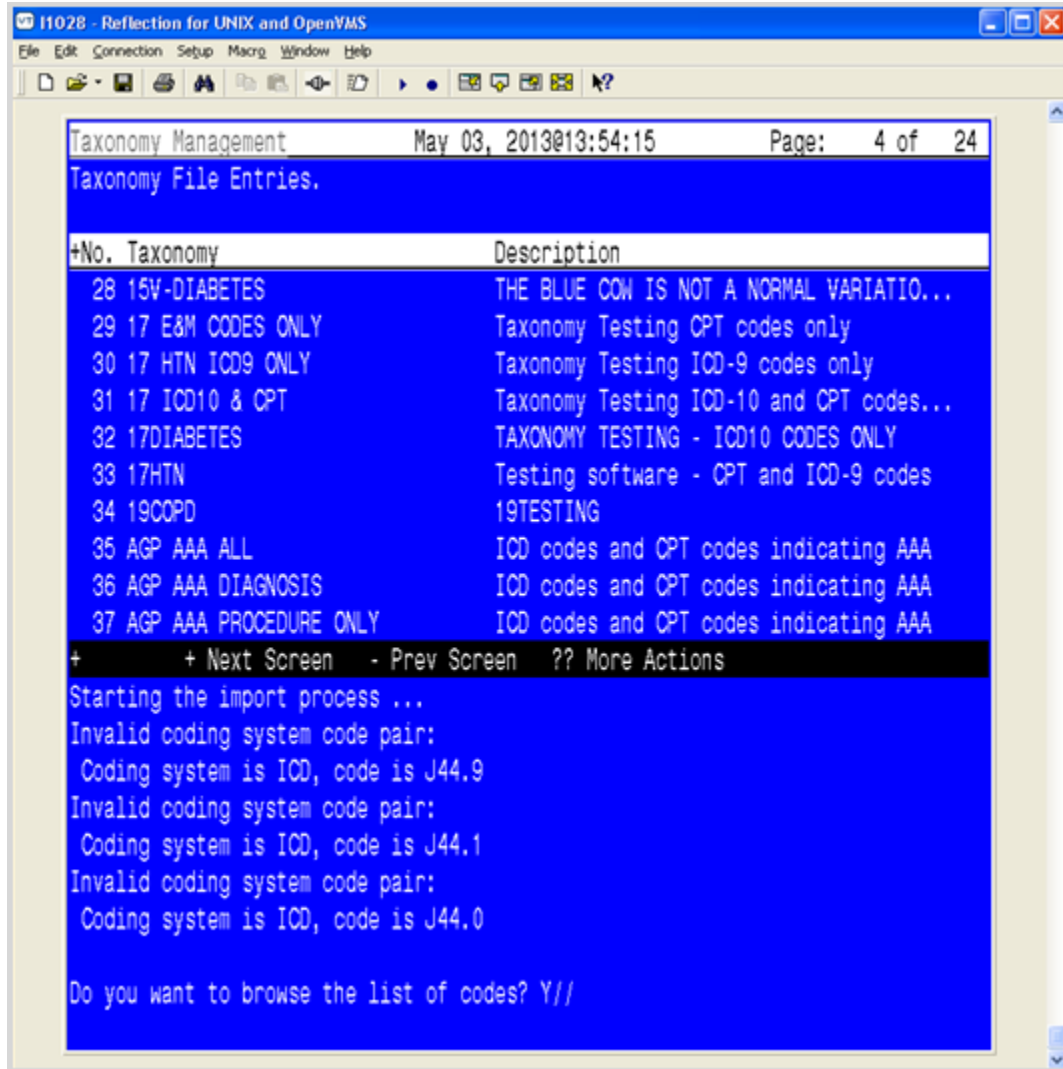 I1028 - Reflection for UNIX and OpenVMS
File Edit Connection Setup Macro Window Help
Taxonomy Management May 03, 2013@13:54:15 Page: 4 of 24
Taxonomy File Entries.
+No. Taxonomy Description
28 15V-DIABETES THE BLUE COW IS NOT A NORMAL VARIATIO...
29 17 E&M CODES ONLY Taxonomy Testing CPT codes only
30 17 HTN ICD9 ONLY Taxonomy Testing ICD-9 codes only
31 17 ICD10 & CPT Taxonomy Testing ICD-10 and CPT codes...
32 17DIABETES TAXONOMY TESTING - ICD10 CODES ONLY
33 17HTN Testing software - CPT and ICD-9 codes
34 19COPD 19TESTING
35 AGP AAA ALL ICD codes and CPT codes indicating AAA
36 AGP AAA DIAGNOSIS ICD codes and CPT codes indicating AAA
37 AGP AAA PROCEDURE ONLY ICD codes and CPT codes indicating AAA
+ + Next Screen - Prev Screen ?? More Actions
Starting the import process ...
Invalid coding system code pair:
Coding system is ICD, code is J44.9
Invalid coding system code pair:
Coding system is ICD, code is J44.1
Invalid coding system code pair:
Coding system is ICD, code is J44.0
Do you want to browse the list of codes? Y//